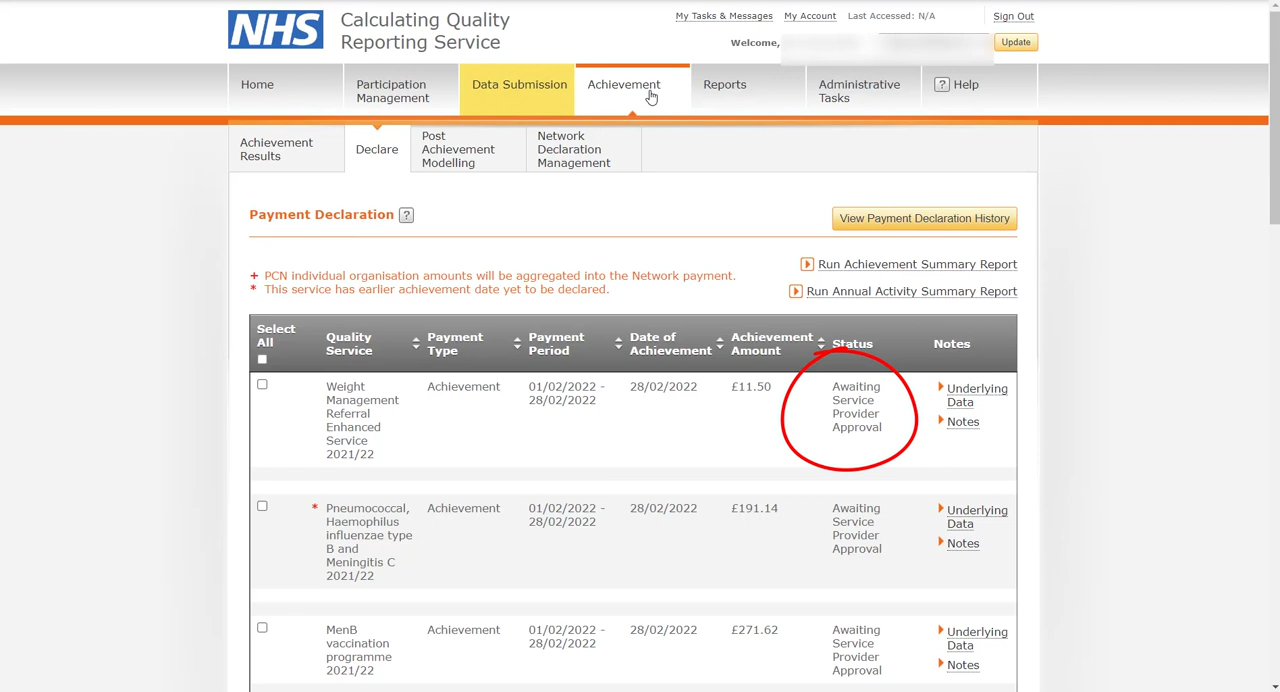 NHS
Calculating Quality
Reporting Service
My Tasks & Messages My Account Last Accessed: N/A Sign Out
Welcome, Update
Home Participation Management Data Submission Achievement Reports Administrative Tasks ? Help
Achievement Results
Declare
Post Achievement Modelling
Network Declaration Management
Payment Declaration ?
View Payment Declaration History
+ PCN individual organisation amounts will be aggregated into the Network payment.
* This service has earlier achievement date yet to be declared.
Run Achievement Summary Report
Run Annual Activity Summary Report
Select All
Quality Service
Payment Type
Payment Period
Date of Achievement
Achievement Amount
Status
Notes
Weight Management Referral Enhanced Service 2021/22
Achievement
01/02/2022 - 28/02/2022
28/02/2022
£11.50
Awaiting Service Provider Approval
Underlying Data
Notes
* Pneumococcal, Haemophilus influenzae type B and Meningitis C 2021/22
Achievement
01/02/2022 - 28/02/2022
28/02/2022
£191.14
Awaiting Service Provider Approval
Underlying Data
Notes
MenB vaccination programme 2021/22
Achievement
01/02/2022 - 28/02/2022
28/02/2022
£271.62
Awaiting Service Provider Approval
Underlying Data
Notes